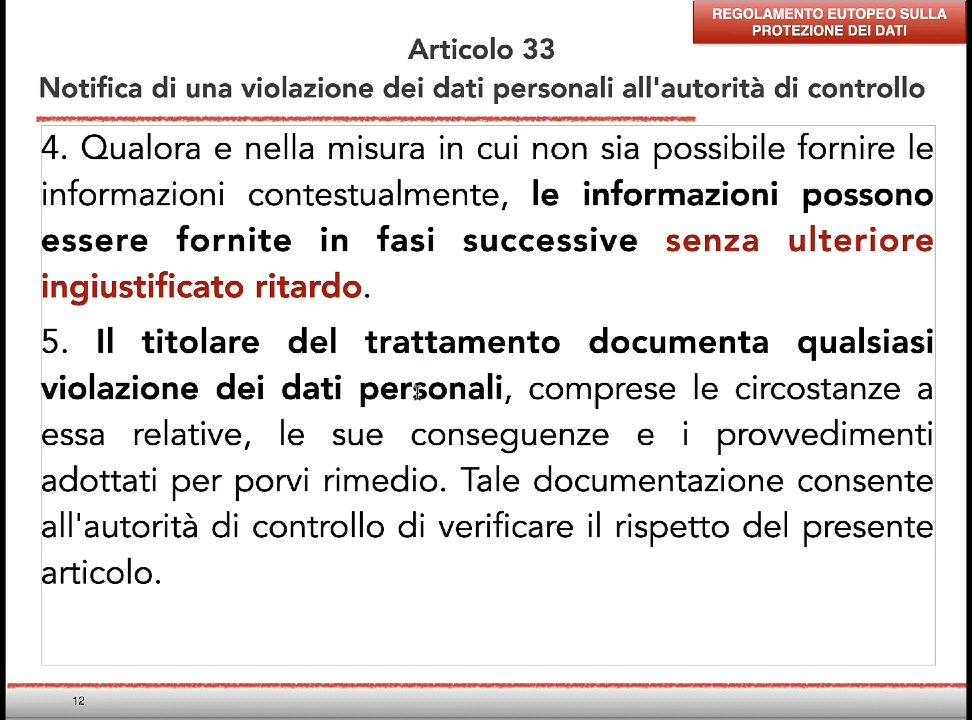 REGOLAMENTO EUTOPEO SULLA
PROTEZIONE DEI DATI
Articolo 33
Notifica di una violazione dei dati personali all'autorità di controllo
4. Qualora e nella misura in cui non sia possibile fornire le
informazioni contestualmente, le informazioni possono
essere fornite in fasi successive senza ulteriore
ingiustificato ritardo.
5. Il titolare del trattamento documenta qualsiasi
violazione dei dati personali, comprese le circostanze a
essa relative, le sue conseguenze e i provvedimenti
adottati per porvi rimedio. Tale documentazione consente
all'autorità di controllo di verificare il rispetto del presente
articolo.
12